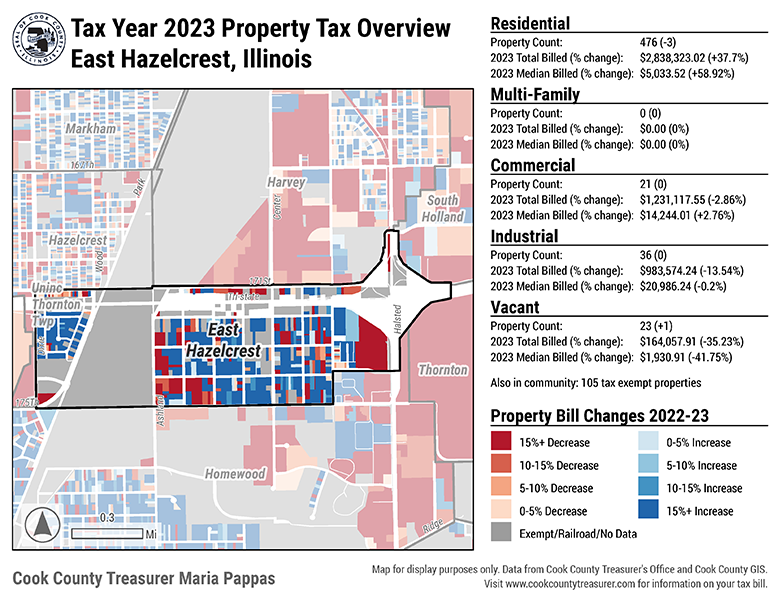 Tax Year 2023 Property Tax Overview
East Hazelcrest, Illinois
SEAL OF COOK COUNTY
ILLINOIS
Markham
167Th
Park
Harvey
Center
South
Holland
Hazelcrest
Wood
171St
Uninc
Thornton
Twp
Tri-state
East
Hazelcrest
Halsted
Thornton
175Th
Ashland
Homewood
Ridge
0.3
Mi
Residential
Property Count: 476 (-3)
2023 Total Billed (% change): $2,838,323.02 (+37.7%)
2023 Median Billed (% change): $5,033.52 (+58.92%)
Multi-Family
Property Count: 0 (0)
2023 Total Billed (% change): $0.00 (0%)
2023 Median Billed (% change): $0.00 (0%)
Commercial
Property Count: 21 (0)
2023 Total Billed (% change): $1,231,117.55 (-2.86%)
2023 Median Billed (% change): $14,244.01 (+2.76%)
Industrial
Property Count: 36 (0)
2023 Total Billed (% change): $983,574.24 (-13.54%)
2023 Median Billed (% change): $20,986.24 (-0.2%)
Vacant
Property Count: 23 (+1)
2023 Total Billed (% change): $164,057.91 (-35.23%)
2023 Median Billed (% change): $1,930.91 (-41.75%)
Also in community: 105 tax exempt properties
Property Bill Changes 2022-23
15%+ Decrease
0-5% Increase
10-15% Decrease
5-10% Increase
5-10% Decrease
10-15% Increase
0-5% Decrease
15%+ Increase
Exempt/Railroad/No Data
Cook County Treasurer Maria Pappas
Map for display purposes only. Data from Cook County Treasurer's Office and Cook County GIS.
Visit www.cookcountytreasurer.com for information on your tax bill.